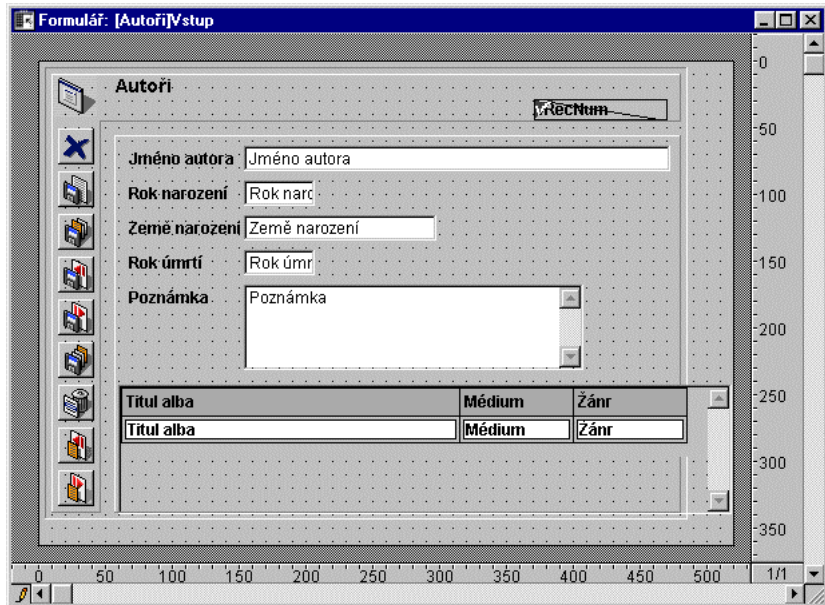 Formulář: [Autoři]Vstup
Autoři
vRecNum
Jméno autora Jméno autora
Rok narození Rok naro
Země narození Země narození
Rok úmrtí Rok úmr
Poznámka Poznámka
Titul alba Médium Žánr
Titul alba Médium Žánr
0
50
100
150
200
250
300
350
0 50 100 150 200 250 300 350 400 450 500 1/1